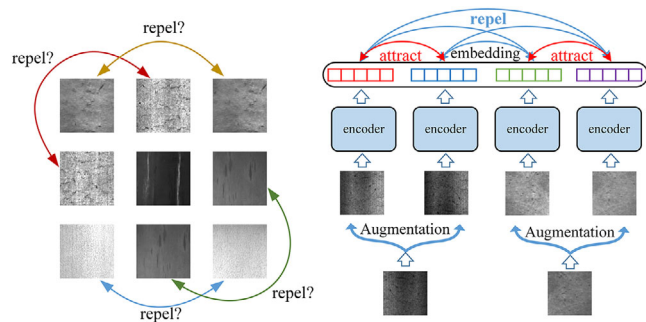 repel?
repel?
repel?
repel?
repel
attract
embedding
attract
encoder
encoder
encoder
encoder
Augmentation
Augmentation